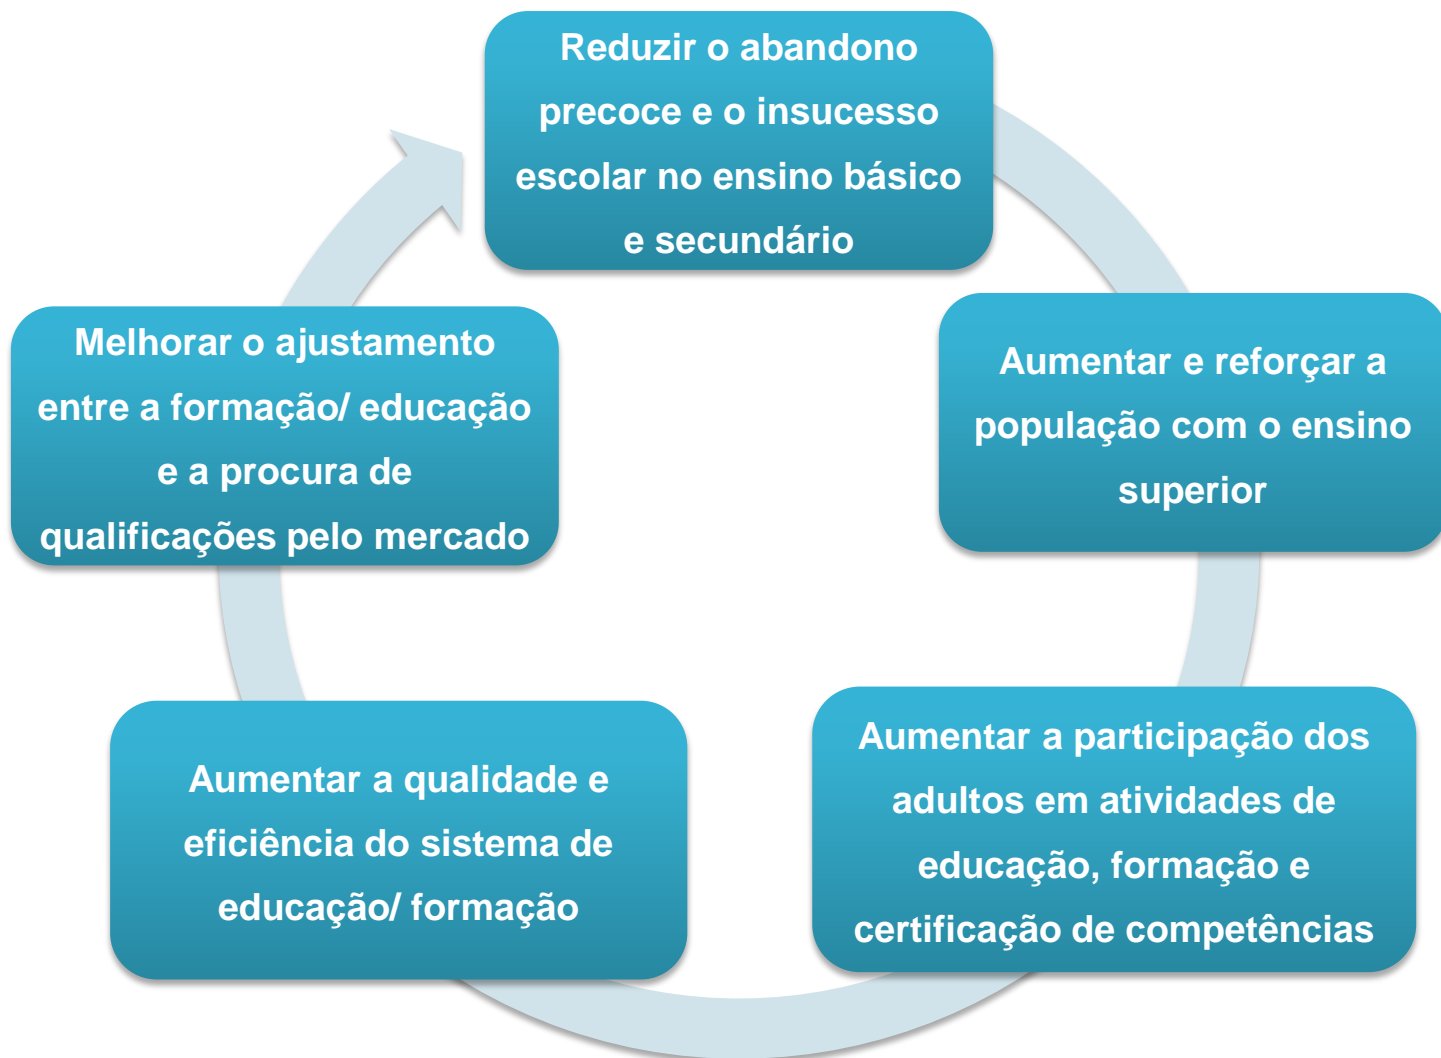 Reduzir o abandono
precoce e o insucesso
escolar no ensino básico
e secundário
Aumentar e reforçar a
população com o ensino
superior
Aumentar a participação dos
adultos em atividades de
educação, formação e
certificação de competências
Aumentar a qualidade e
eficiência do sistema de
educação/ formação
Melhorar o ajustamento
entre a formação/ educação
e a procura de
qualificações pelo mercado